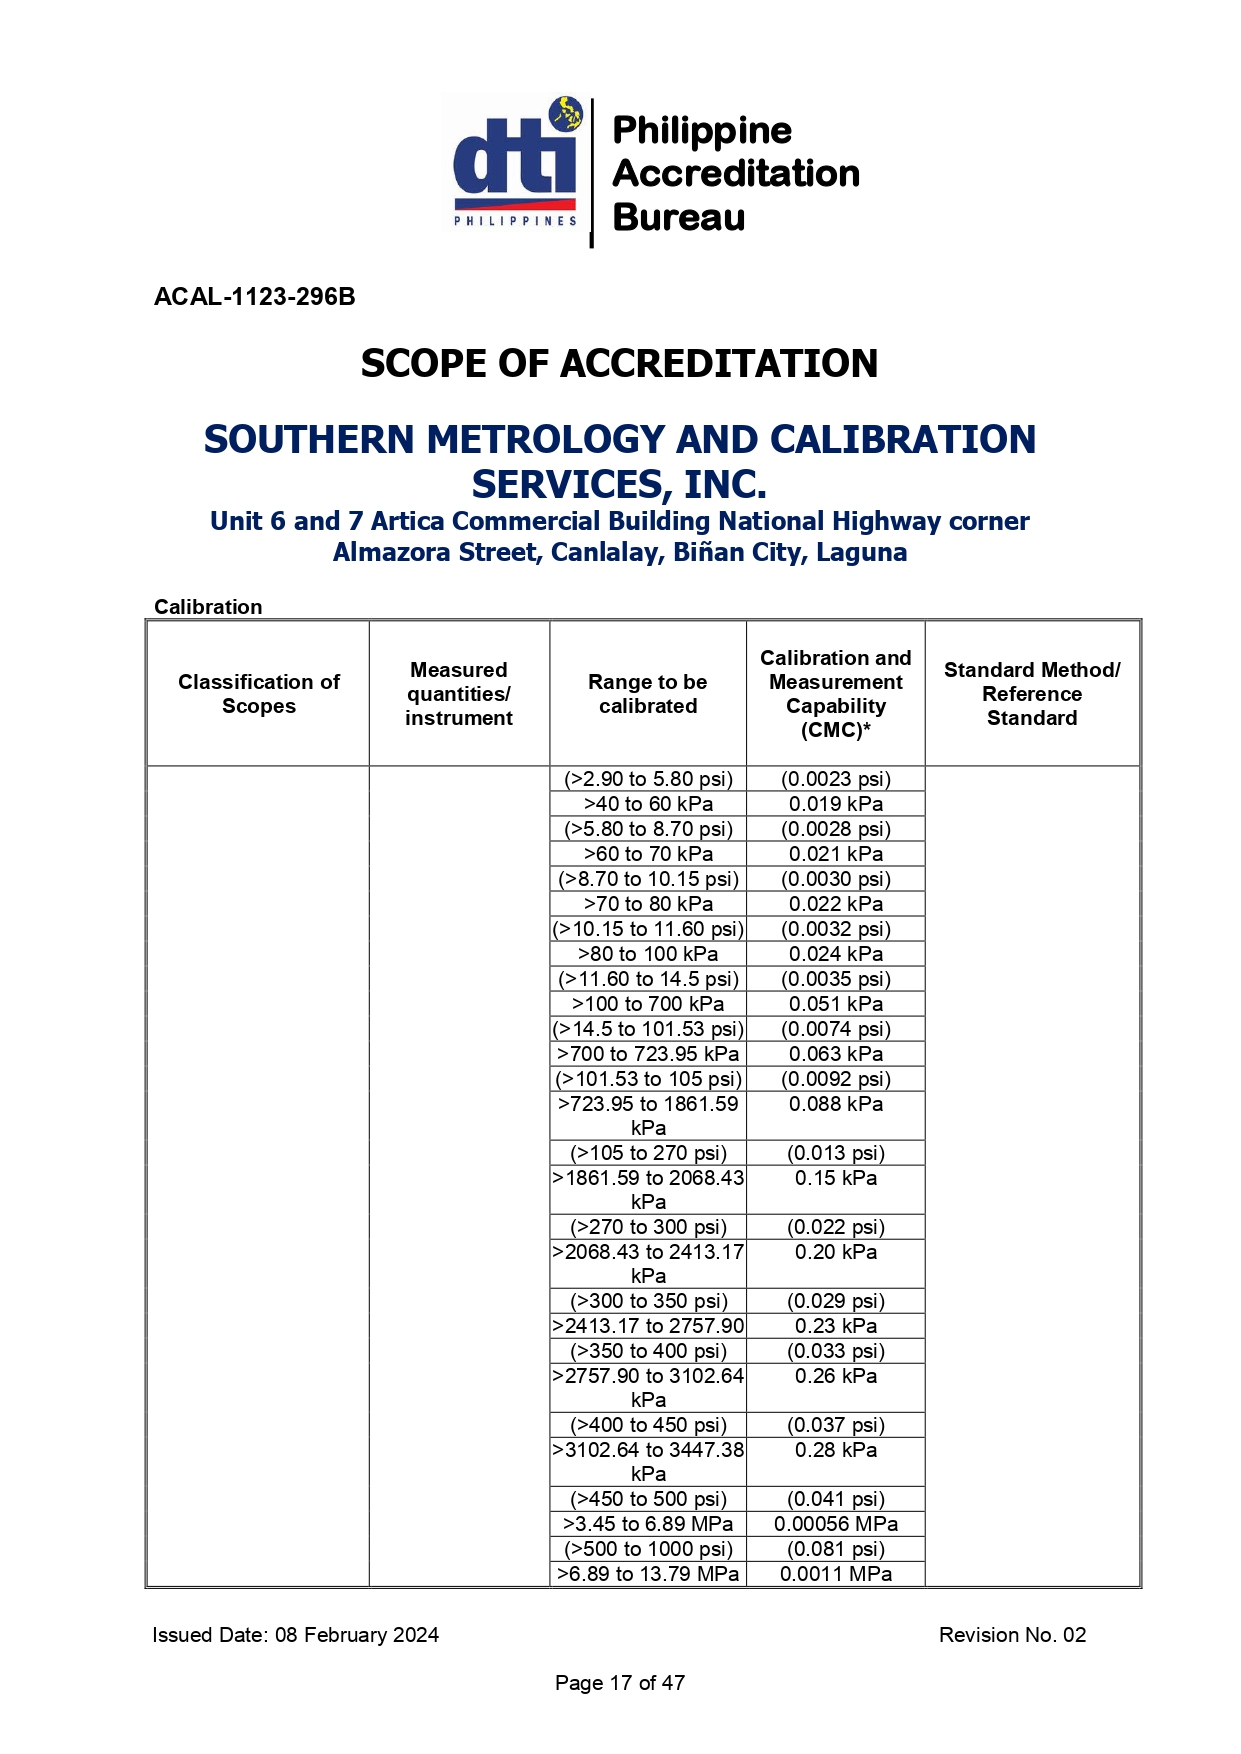 dti
PHILIPPINES
Philippine
Accreditation
Bureau
ACAL-1123-296B
SCOPE OF ACCREDITATION
SOUTHERN METROLOGY AND CALIBRATION
SERVICES, INC.
Unit 6 and 7 Artica Commercial Building National Highway corner
Almazora Street, Canlalay, Biñan City, Laguna
Calibration
Classification of
Scopes
Measured
quantities/
instrument
Range to be
calibrated
Calibration and
Measurement
Capability
(CMC)*
Standard Method/
Reference
Standard
(>2.90 to 5.80 psi) (0.0023 psi)
>40 to 60 kPa 0.019 kPa
(>5.80 to 8.70 psi) (0.0028 psi)
>60 to 70 kPa 0.021 kPa
(>8.70 to 10.15 psi) (0.0030 psi)
>70 to 80 kPa 0.022 kPa
(>10.15 to 11.60 psi) (0.0032 psi)
>80 to 100 kPa 0.024 kPa
(>11.60 to 14.5 psi) (0.0035 psi)
>100 to 700 kPa 0.051 kPa
(>14.5 to 101.53 psi) (0.0074 psi)
>700 to 723.95 kPa 0.063 kPa
(>101.53 to 105 psi) (0.0092 psi)
>723.95 to 1861.59 0.088 kPa
kPa
(>105 to 270 psi) (0.013 psi)
>1861.59 to 2068.43 0.15 kPa
kPa
(>270 to 300 psi) (0.022 psi)
>2068.43 to 2413.17 0.20 kPa
kPa
(>300 to 350 psi) (0.029 psi)
>2413.17 to 2757.90 0.23 kPa
(>350 to 400 psi) (0.033 psi)
>2757.90 to 3102.64 0.26 kPa
kPa
(>400 to 450 psi) (0.037 psi)
>3102.64 to 3447.38 0.28 kPa
kPa
(>450 to 500 psi) (0.041 psi)
>3.45 to 6.89 MPa 0.00056 MPa
(>500 to 1000 psi) (0.081 psi)
>6.89 to 13.79 MPa 0.0011 MPa
Issued Date: 08 February 2024 Revision No. 02
Page 17 of 47